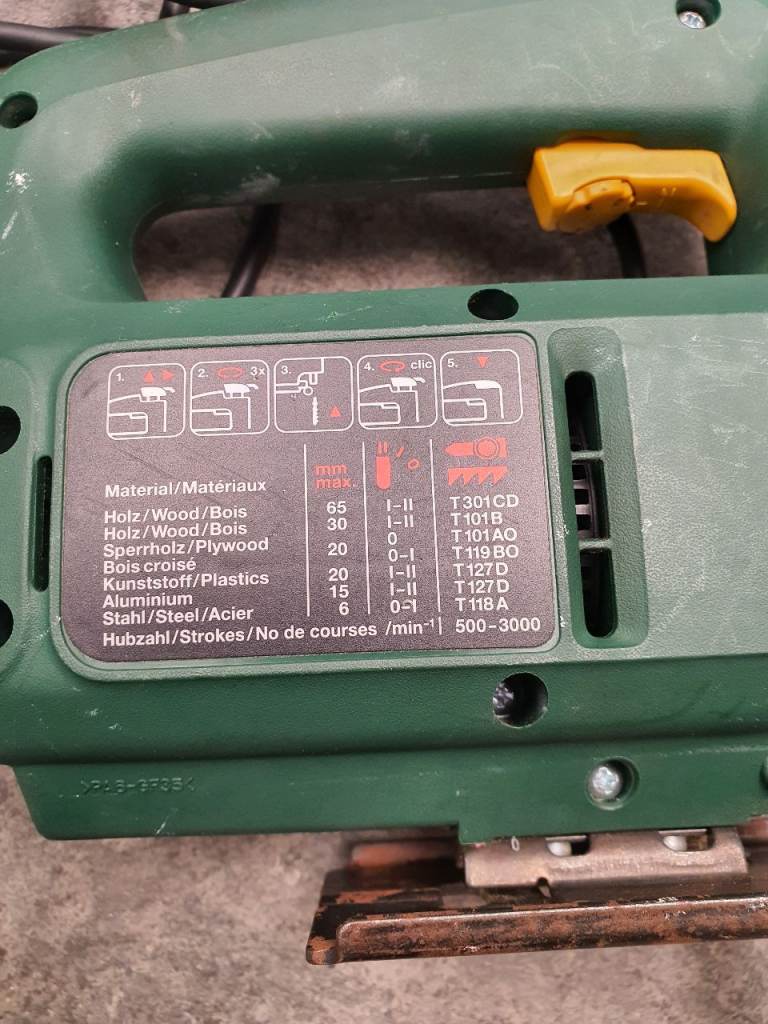 1.
2. 3x
3.
4. clic
5.
Material/Matériaux mm max.
Holz/Wood/Bois 65 I-II T301CD
Holz/Wood/Bois 30 I-II T101B
Sperrholz/Plywood 20 0 T101AO
Bois croisé 0-I T119BO
Kunststoff/Plastics 20 I-II T127D
Aluminium 15 I-II T127D
Stahl/Steel/Acier 6 0-I T118A
Hubzahl/Strokes/No de courses /min-1 500-3000
>PA6-GF35<